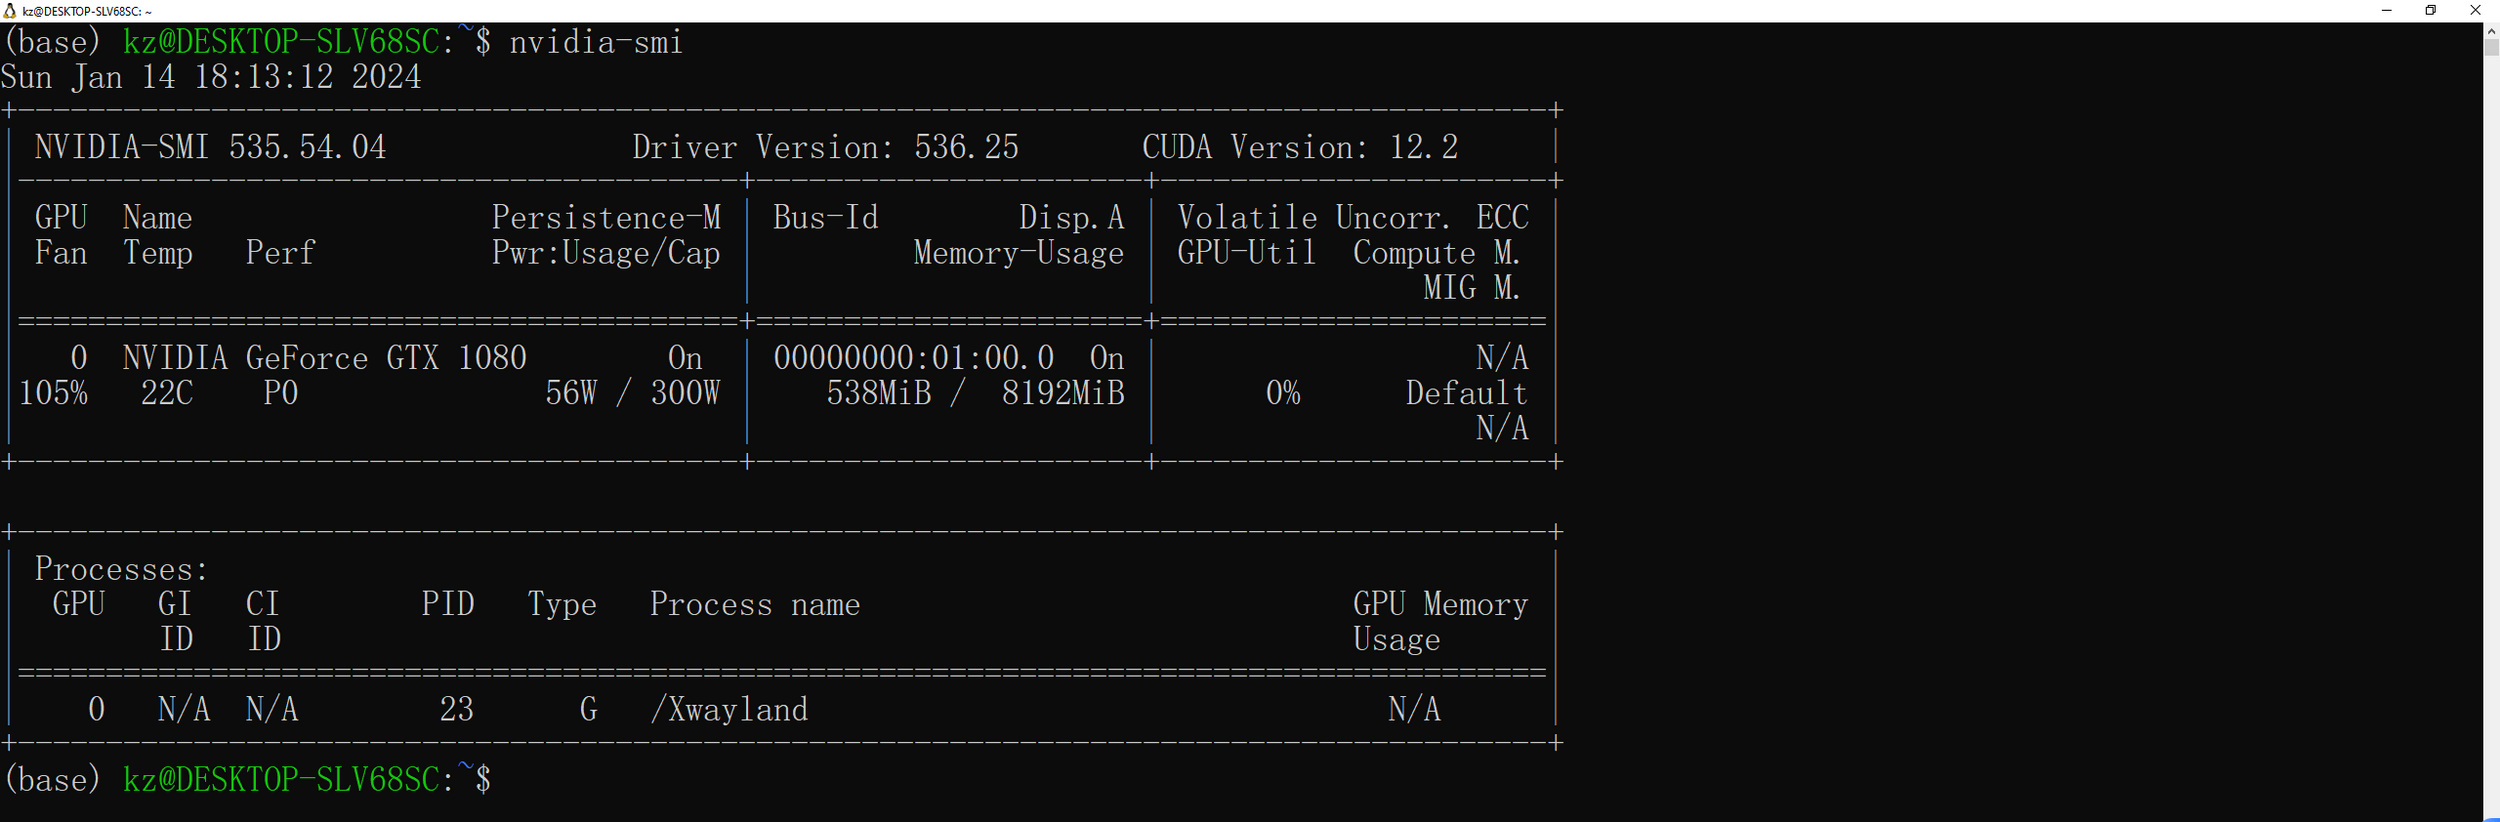 kz@DESKTOP-SLV68SC: ~
(base) kz@DESKTOP-SLV68SC:~$ nvidia-smi
Sun Jan 14 18:13:12 2024
+---------------------------------------------------------------------------------------+
| NVIDIA-SMI 535.54.04              Driver Version: 536.25       CUDA Version: 12.2     |
|-----------------------------------------+----------------------+----------------------+
| GPU  Name                 Persistence-M | Bus-Id        Disp.A | Volatile Uncorr. ECC |
| Fan  Temp   Perf          Pwr:Usage/Cap |         Memory-Usage | GPU-Util  Compute M. |
|                                         |                      |               MIG M. |
|=========================================+======================+======================|
|   0  NVIDIA GeForce GTX 1080        On  | 00000000:01:00.0  On |                  N/A |
|105%   22C    P0              56W / 300W |    538MiB /  8192MiB |      0%      Default |
|                                         |                      |                  N/A |
+-----------------------------------------+----------------------+----------------------+
+---------------------------------------------------------------------------------------+
| Processes:                                                                            |
|  GPU   GI   CI        PID   Type   Process name                            GPU Memory |
|        ID   ID                                                             Usage      |
|=======================================================================================|
|    0   N/A  N/A        23      G   /Xwayland                                 N/A      |
+---------------------------------------------------------------------------------------+
(base) kz@DESKTOP-SLV68SC:~$